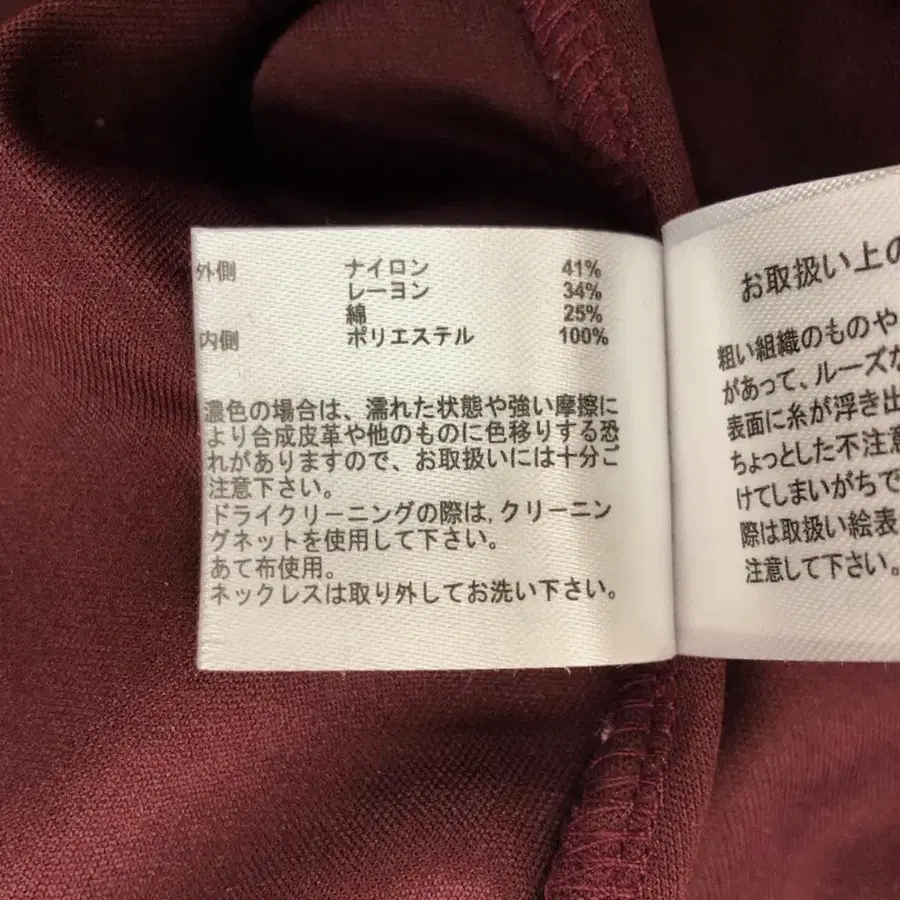 外側 ナイロン 41%
レーヨン 34%
綿 25%
内側 ポリエステル 100%
濃色の場合は、濡れた状態や強い摩擦に
より合成皮革や他のものに色移りする恐
れがありますので、お取扱いには十分ご
注意下さい。
ドライクリーニングの際は,クリーニン
グネットを使用して下さい。
あて布使用。
ネックレスは取り外してお洗い下さい。
お取扱い上の
粗い組織のものや
があって、ルーズな
表面に糸が浮き出
ちょっとした不注意
けてしまいがちで
際は取扱い絵表
注意して下さい。